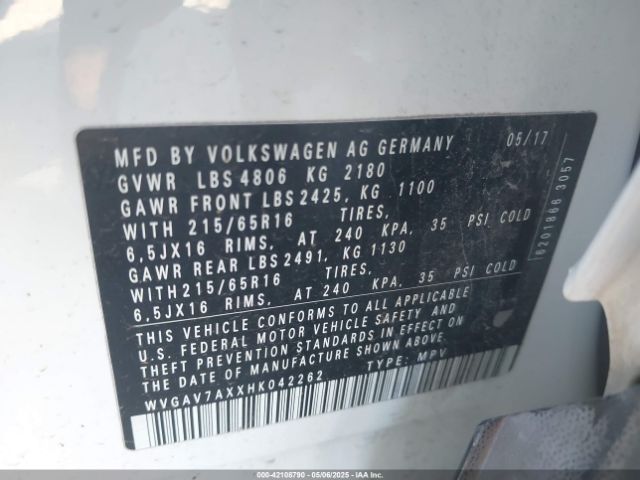 MFD BY VOLKSWAGEN AG GERMANY 05/17
GVWR LBS 4806 KG 2180
GAWR FRONT LBS 2425, KG 1100
WITH 215/65R16 TIRES,
6,5JX16 RIMS, AT 240 KPA, 35 PSI COLD
GAWR REAR LBS 2491, KG 1130
WITH 215/65R16 TIRES,
6,5JX16 RIMS, AT 240 KPA, 35 PSI COLD
THIS VEHICLE CONFORMS TO ALL APPLICABLE
U.S. FEDERAL MOTOR VEHICLE SAFETY AND
THEFT PREVENTION STANDARDS IN EFFECT ON
THE DATE OF MANUFACTURE SHOWN ABOVE.
WVGAV7AXXHK042262 TYPE: MPV
6201866 3057
000-42108790 05/06/2025 IAA Inc.